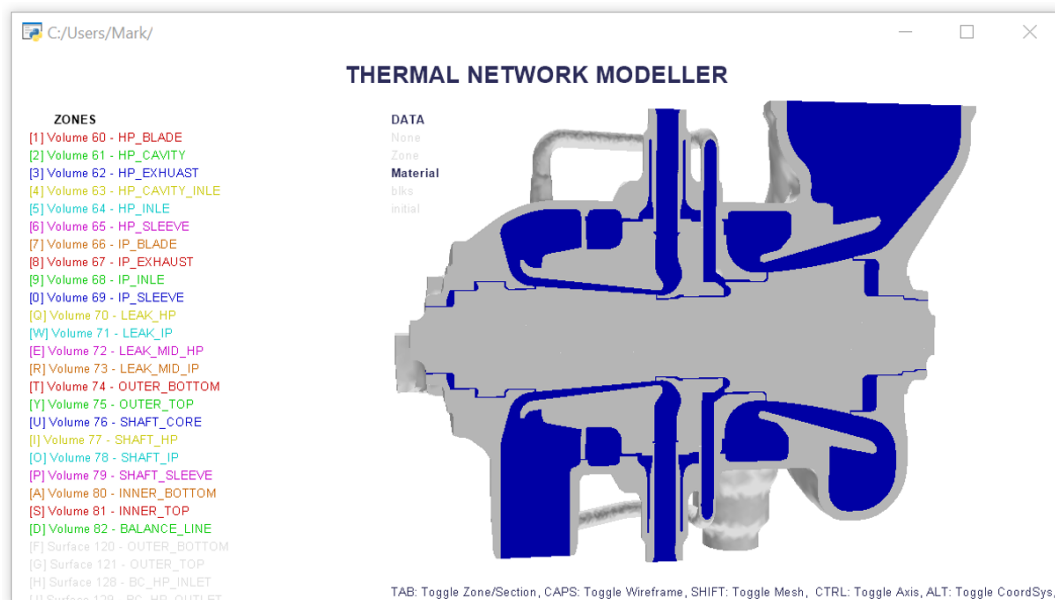 C:/Users/Mark/
THERMAL NETWORK MODELLER
ZONES
[1] Volume 60 - HP_BLADE
[2] Volume 61 - HP_CAVITY
[3] Volume 62 - HP_EXHUAST
[4] Volume 63 - HP_CAVITY_INLE
[5] Volume 64 - HP_INLE
[6] Volume 65 - HP_SLEEVE
[7] Volume 66 - IP_BLADE
[8] Volume 67 - IP_EXHAUST
[9] Volume 68 - IP_INLE
[0] Volume 69 - IP_SLEEVE
[Q] Volume 70 - LEAK_HP
[W] Volume 71 - LEAK_IP
[E] Volume 72 - LEAK_MID_HP
[R] Volume 73 - LEAK_MID_IP
[T] Volume 74 - OUTER_BOTTOM
[Y] Volume 75 - OUTER_TOP
[U] Volume 76 - SHAFT_CORE
[I] Volume 77 - SHAFT_HP
[O] Volume 78 - SHAFT_IP
[P] Volume 79 - SHAFT_SLEEVE
[A] Volume 80 - INNER_BOTTOM
[S] Volume 81 - INNER_TOP
[D] Volume 82 - BALANCE_LINE
[F] Surface 120 - OUTER_BOTTOM
[G] Surface 121 - OUTER_TOP
[H] Surface 128 - BC_HP_INLET
[J] Surface 129 - BC_HP_OUTLET
DATA
None
Zone
Material
blks
initial
TAB: Toggle Zone/Section, CAPS: Toggle Wireframe, SHIFT: Toggle Mesh, CTRL: Toggle Axis, ALT: Toggle CoordSys,